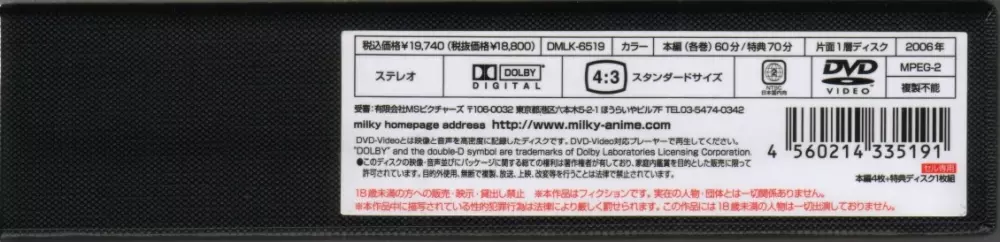 税込価格￥19,740 (税抜価格￥18,800) DMLK-6519 カラー 本編 (各巻) 60分/特典70分 片面1層ディスク 2006年
ステレオ DOLBY DIGITAL 4:3 スタンダードサイズ 2 NTSC 日本国内向 DVD VIDEO MPEG-2 複製不能
受審:有限会社MSピクチャーズ 〒106-0032 東京都港区六本木5-2-1 ほうらいやビル7F TEL03-5474-0342
milky homepage address http://www.milky-anime.com
DVD-Videoとは映像と音声を高密度に記録したディスクです。DVD-Video対応プレーヤーで再生してください。
"DOLBY" and the double-D symbol are trademarks of Dolby Laboratories Licensing Corporation.
●このディスクの映像・音声並びにパッケージに関する総ての権利は著作権者が有しており、家庭内鑑賞を目的とした販売に限って
許可されています。目的外使用、無断で複製、放送、上映、改変等を行うことは法律で禁止されています。
4 560214 335191
セル専用
本編4枚+特典ディスク1枚組
18歳未満の方への販売・映示・貸出し禁止 ※本作品はフィクションです。実在の人物・団体とは一切関係ありません。
※本作品中に描写されている性的犯罪行為は法律により厳しく罰せられます。この作品には18歳未満の人物は一切出演しておりません。